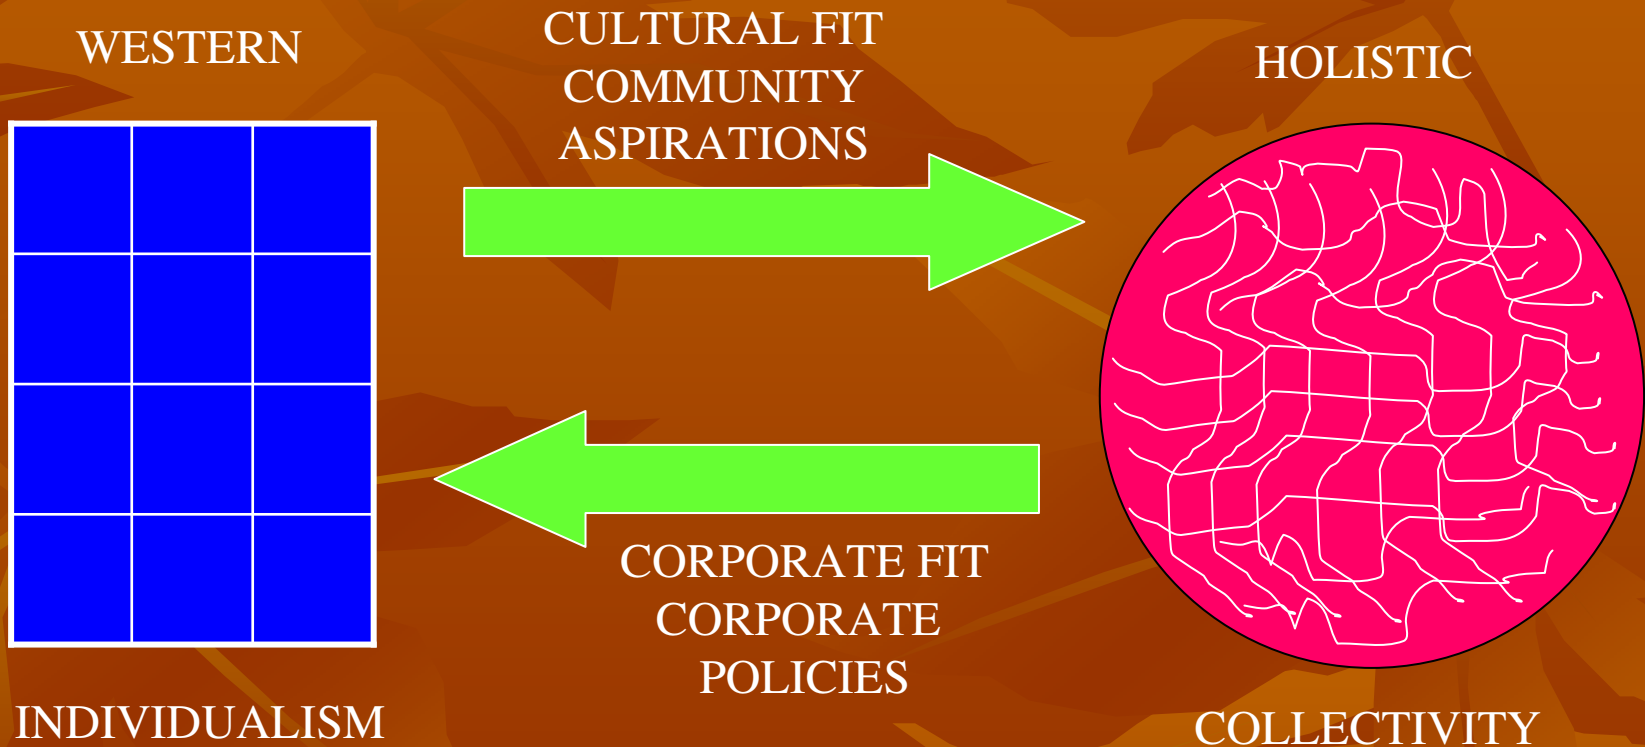 WESTERN
CULTURAL FIT
COMMUNITY
ASPIRATIONS
HOLISTIC
CORPORATE FIT
CORPORATE
POLICIES
INDIVIDUALISM
COLLECTIVITY